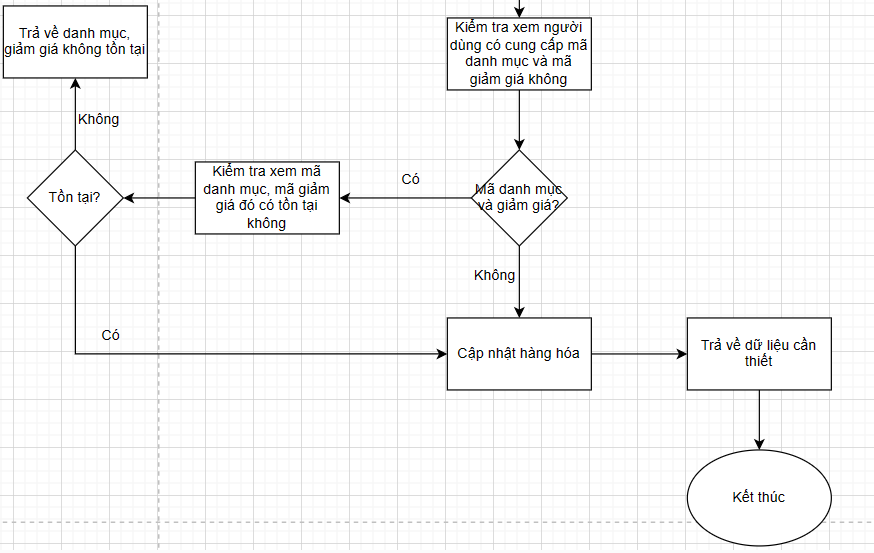 Trả về danh mục,
giảm giá không tồn tại
Kiểm tra xem người
dùng có cung cấp mã
danh mục và mã
giảm giá không
Không
Tồn tại?
Kiểm tra xem mã
danh mục, mã giảm
giá đó có tồn tại
không
Có
Mã danh mục
và giảm giá?
Không
Có
Cập nhật hàng hóa
Trả về dữ liệu cần
thiết
Kết thúc